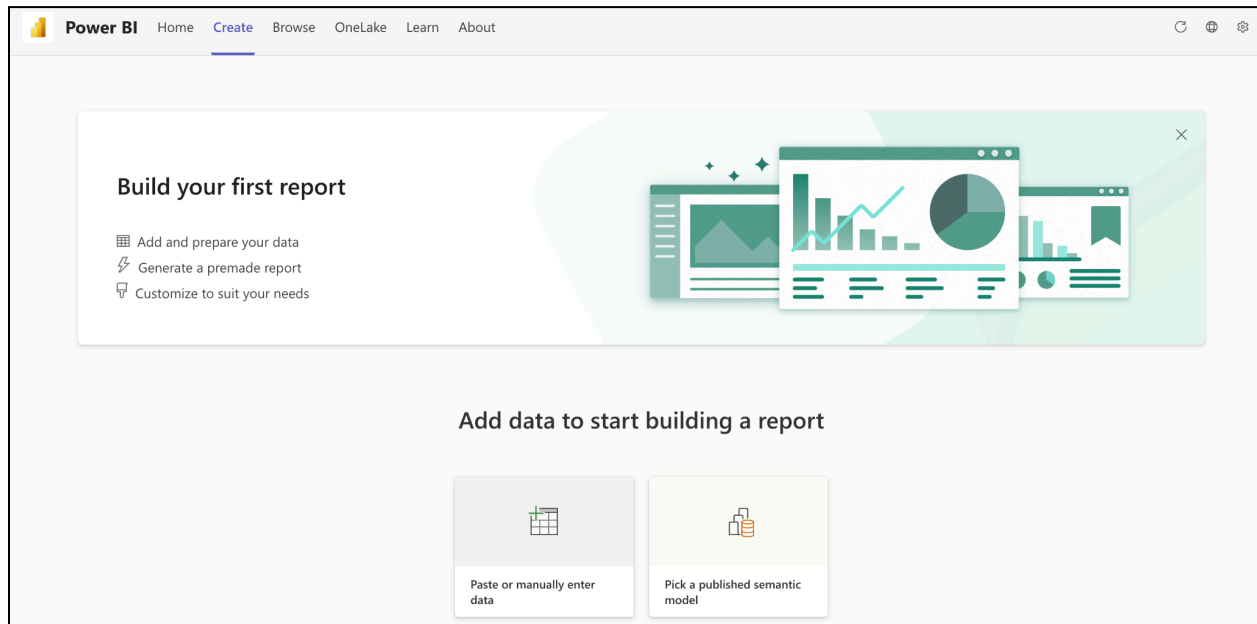 Power BI Home Create Browse OneLake Learn About
Build your first report
Add and prepare your data
Generate a premade report
Customize to suit your needs
Add data to start building a report
Paste or manually enter
data
Pick a published semantic
model